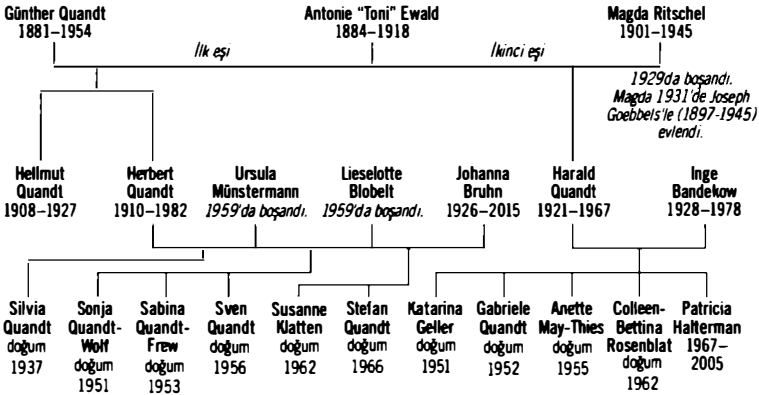 Günther Quandt
1881–1954
Antonie “Toni” Ewald
1884–1918
Magda Ritschel
1901–1945
İlk eşi
İkinci eşi
1929'da boşandı.
Magda 1931'de Joseph
Goebbels'le (1897-1945)
evlendi.
Hellmut
Quandt
1908–1927
Herbert
Quandt
1910–1982
Ursula
Münstermann
1959'da boşandı.
Lieselotte
Blobelt
1959'da boşandı.
Johanna
Bruhn
1926–2015
Harald
Quandt
1921–1967
Inge
Bandekow
1928–1978
Silvia
Quandt
doğum
1937
Sonja
Quandt-
Wolf
doğum
1951
Sabina
Quandt-
Frew
doğum
1953
Sven
Quandt
doğum
1956
Susanne
Klatten
doğum
1962
Stefan
Quandt
doğum
1966
Katarina
Geller
doğum
1951
Gabriele
Quandt
doğum
1952
Anette
May-Thies
doğum
1955
Colleen-
Bettina
Rosenblat
doğum
1962
Patricia
Halterman
1967–
2005